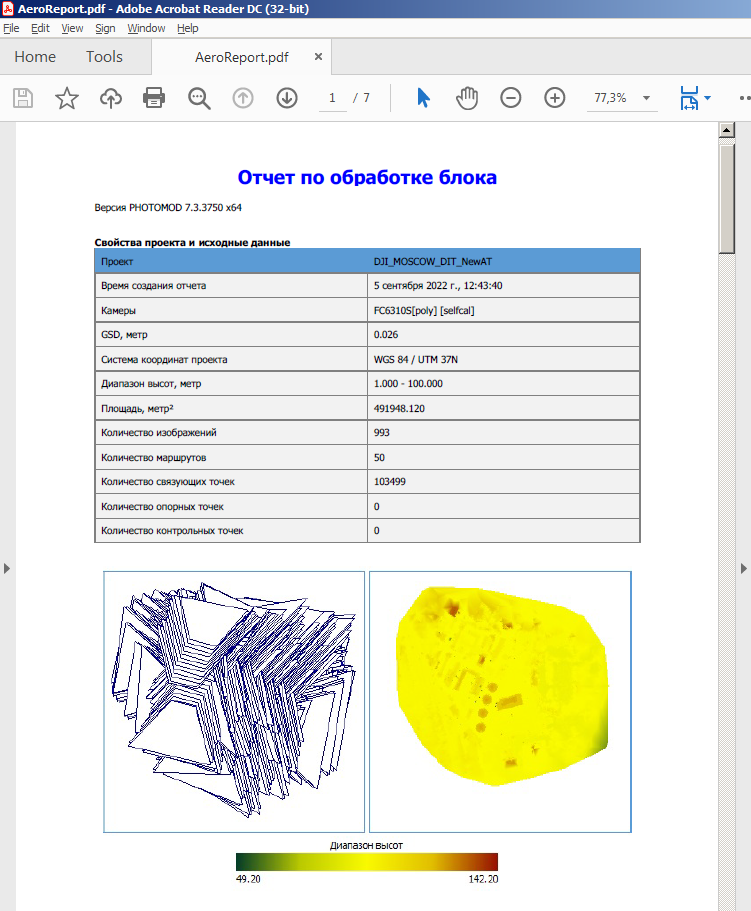 AeroReport.pdf - Adobe Acrobat Reader DC (32-bit)
File Edit View Sign Window Help
Home Tools AeroReport.pdf ×
1 / 7 77,3%
Отчет по обработке блока
Версия PHOTOMOD 7.3.3750 x64
Свойства проекта и исходные данные
Проект DJI_MOSCOW_DIT_NewAT
Время создания отчета 5 сентября 2022 г., 12:43:40
Камеры FC6310S[poly] [selfcal]
GSD, метр 0.026
Система координат проекта WGS 84 / UTM 37N
Диапазон высот, метр 1.000 - 100.000
Площадь, метр² 491948.120
Количество изображений 993
Количество маршрутов 50
Количество связующих точек 103499
Количество опорных точек 0
Количество контрольных точек 0
Диапазон высот
49.20 142.20